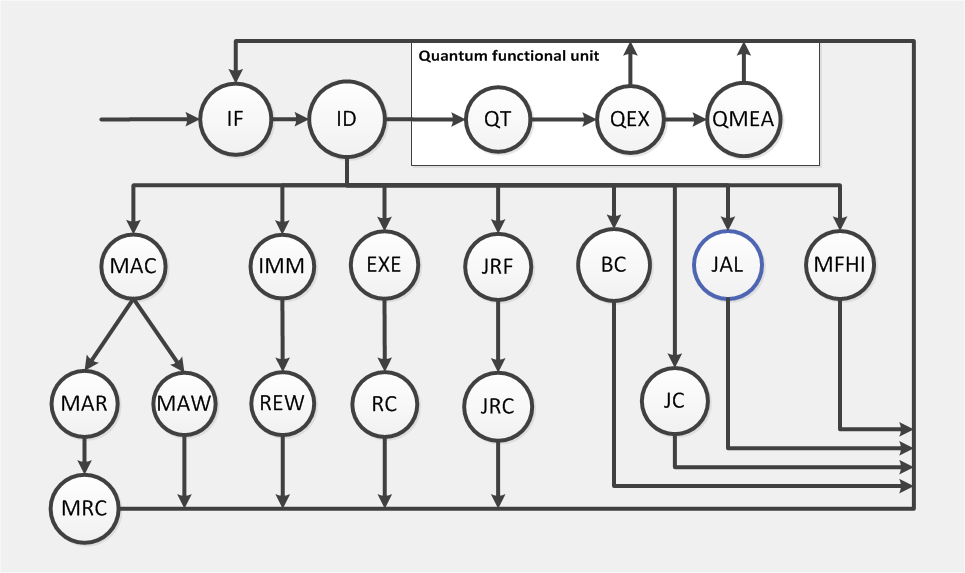 Quantum functional unit
IF
ID
QT
QEX
QMEA
MAC
IMM
EXE
JRF
BC
JAL
MFHI
MAR
MAW
REW
RC
JRC
JC
MRC